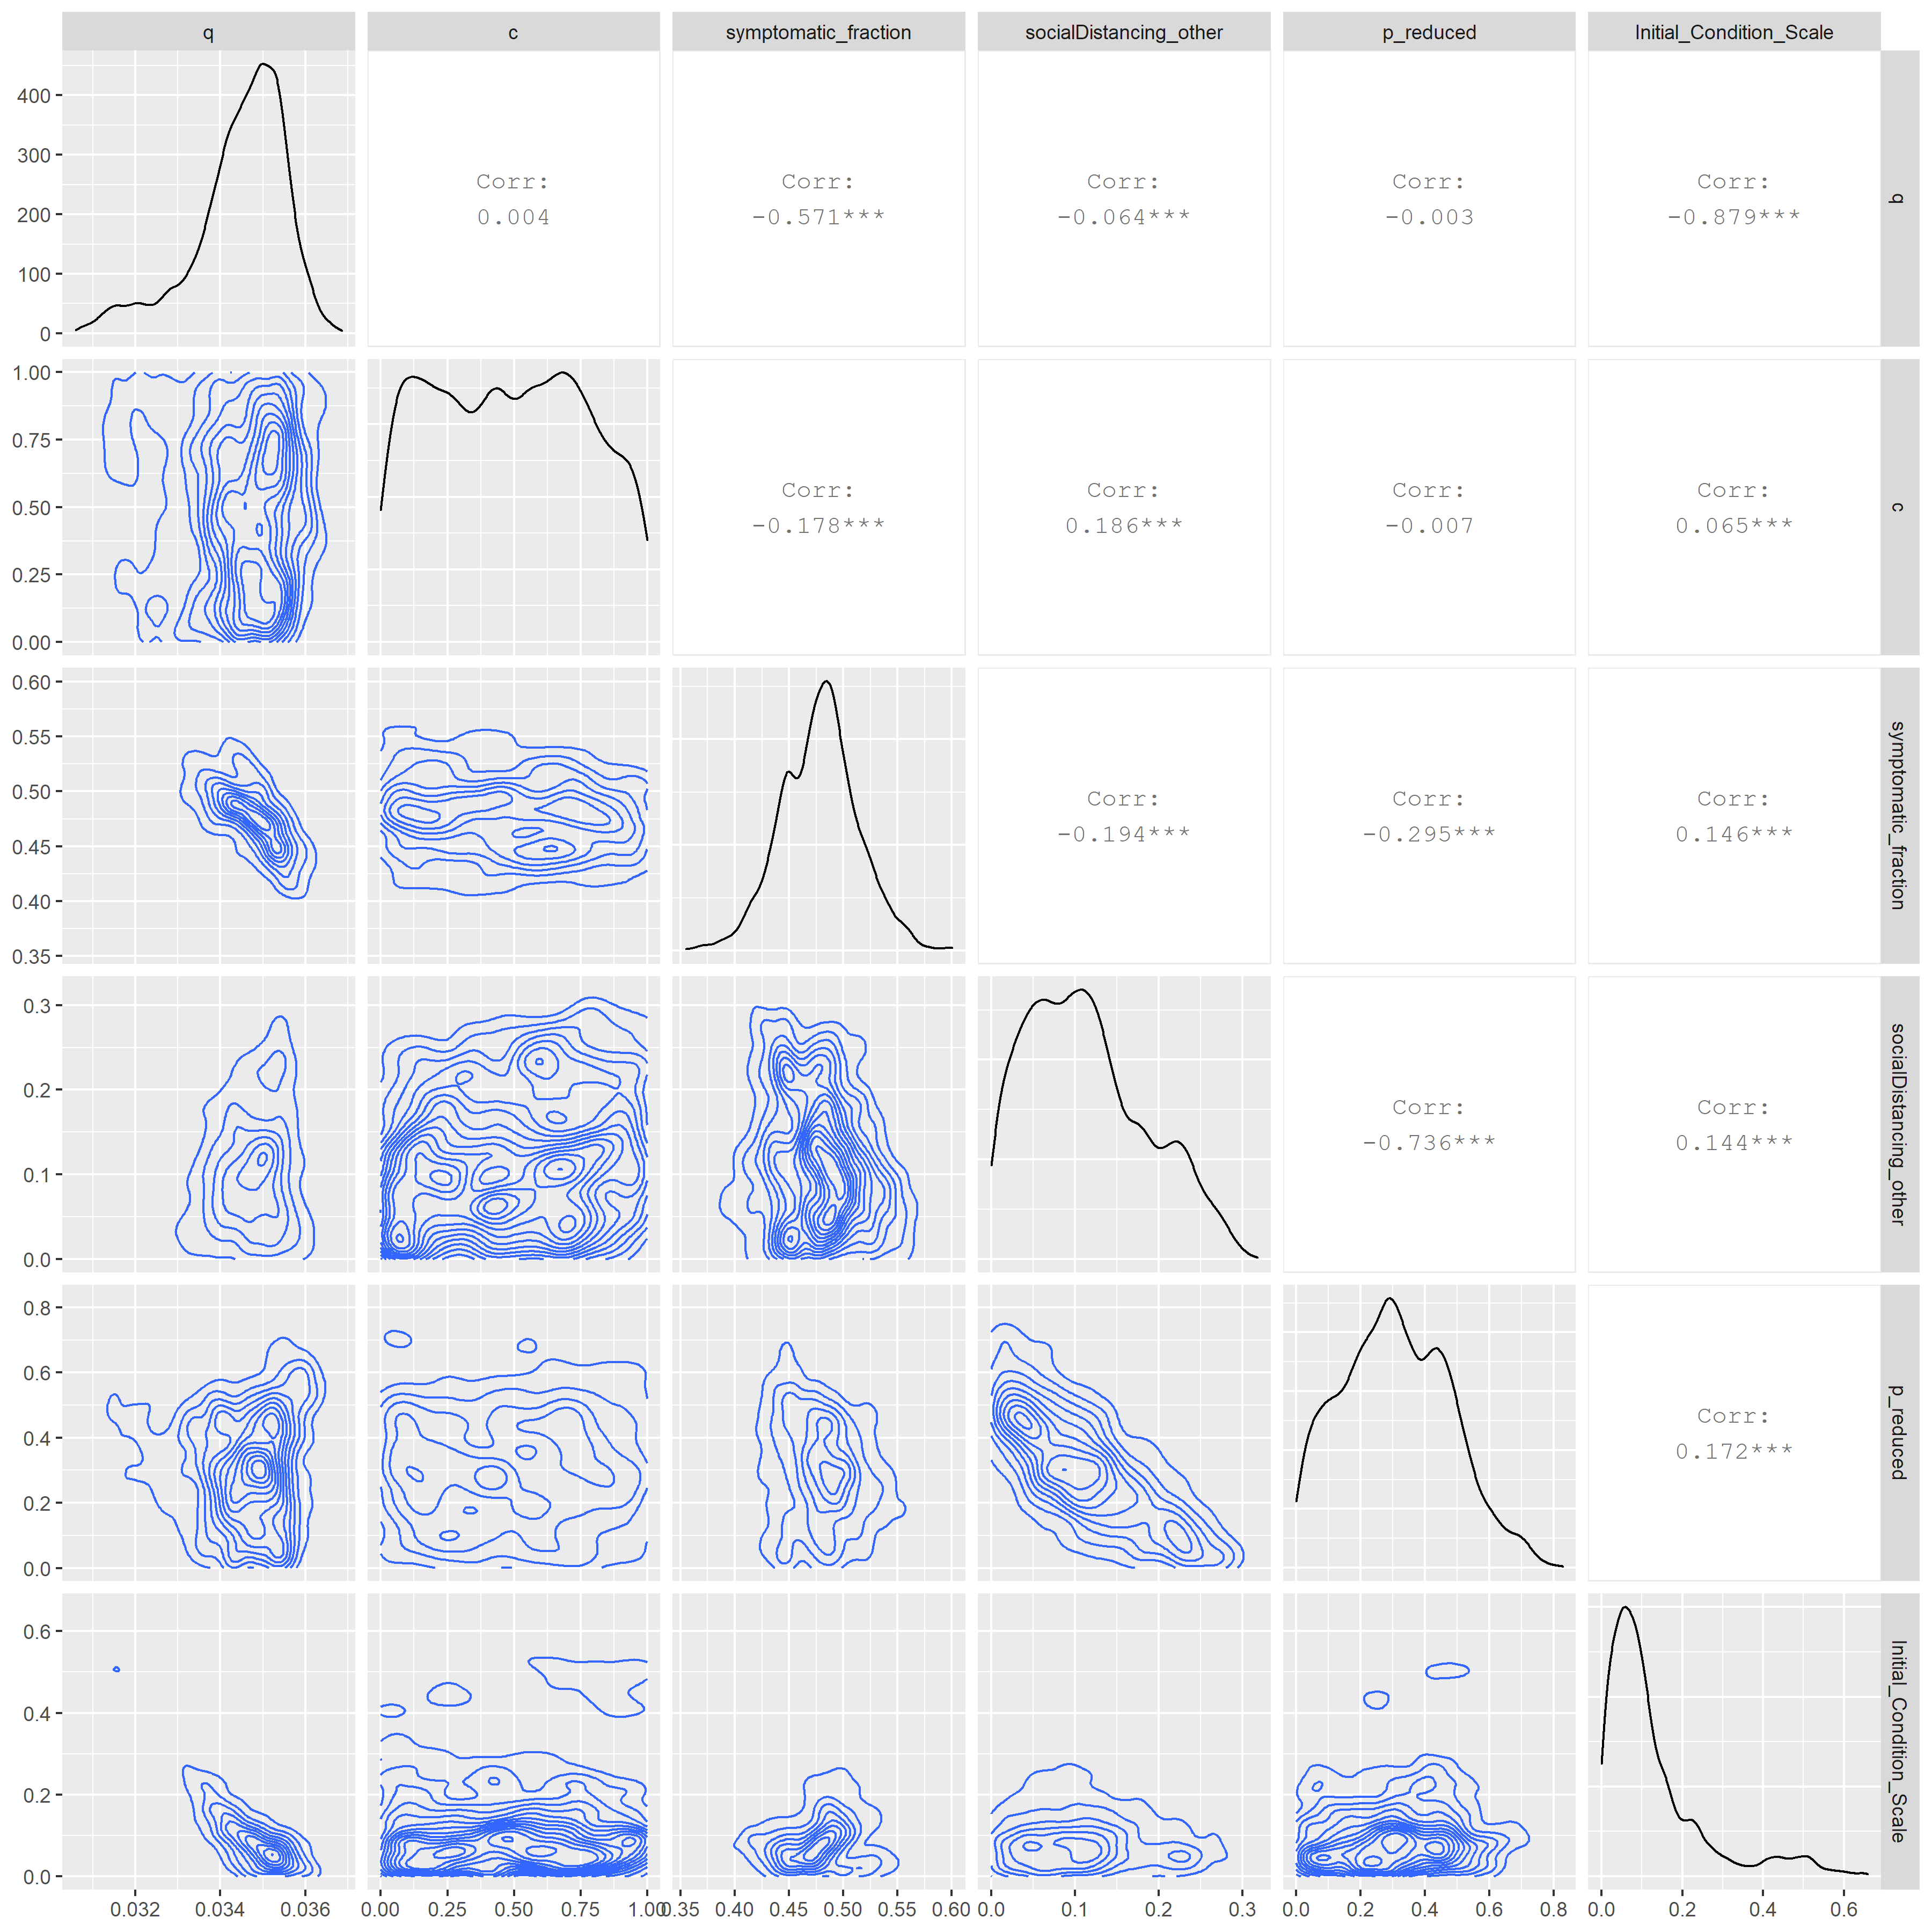 q c symptomatic_fraction socialDistancing_other p_reduced Initial_Condition_Scale
400
300
200
100
0
Corr:
0.004
Corr:
-0.571***
Corr:
-0.064***
Corr:
-0.003
Corr:
-0.879***
q
1.00
0.75
0.50
0.25
0.00
Corr:
-0.178***
Corr:
0.186***
Corr:
-0.007
Corr:
0.065***
c
0.60
0.55
0.50
0.45
0.40
0.35
Corr:
-0.194***
Corr:
-0.295***
Corr:
0.146***
symptomatic_fraction
0.3
0.2
0.1
0.0
Corr:
-0.736***
Corr:
0.144***
socialDistancing_other
0.8
0.6
0.4
0.2
0.0
Corr:
0.172***
p_reduced
0.6
0.4
0.2
0.0
Initial_Condition_Scale
0.032 0.034 0.036 0.00 0.25 0.50 0.75 1.00 0.35 0.40 0.45 0.50 0.55 0.60 0.0 0.1 0.2 0.3 0.0 0.2 0.4 0.6 0.8 0.0 0.2 0.4 0.6